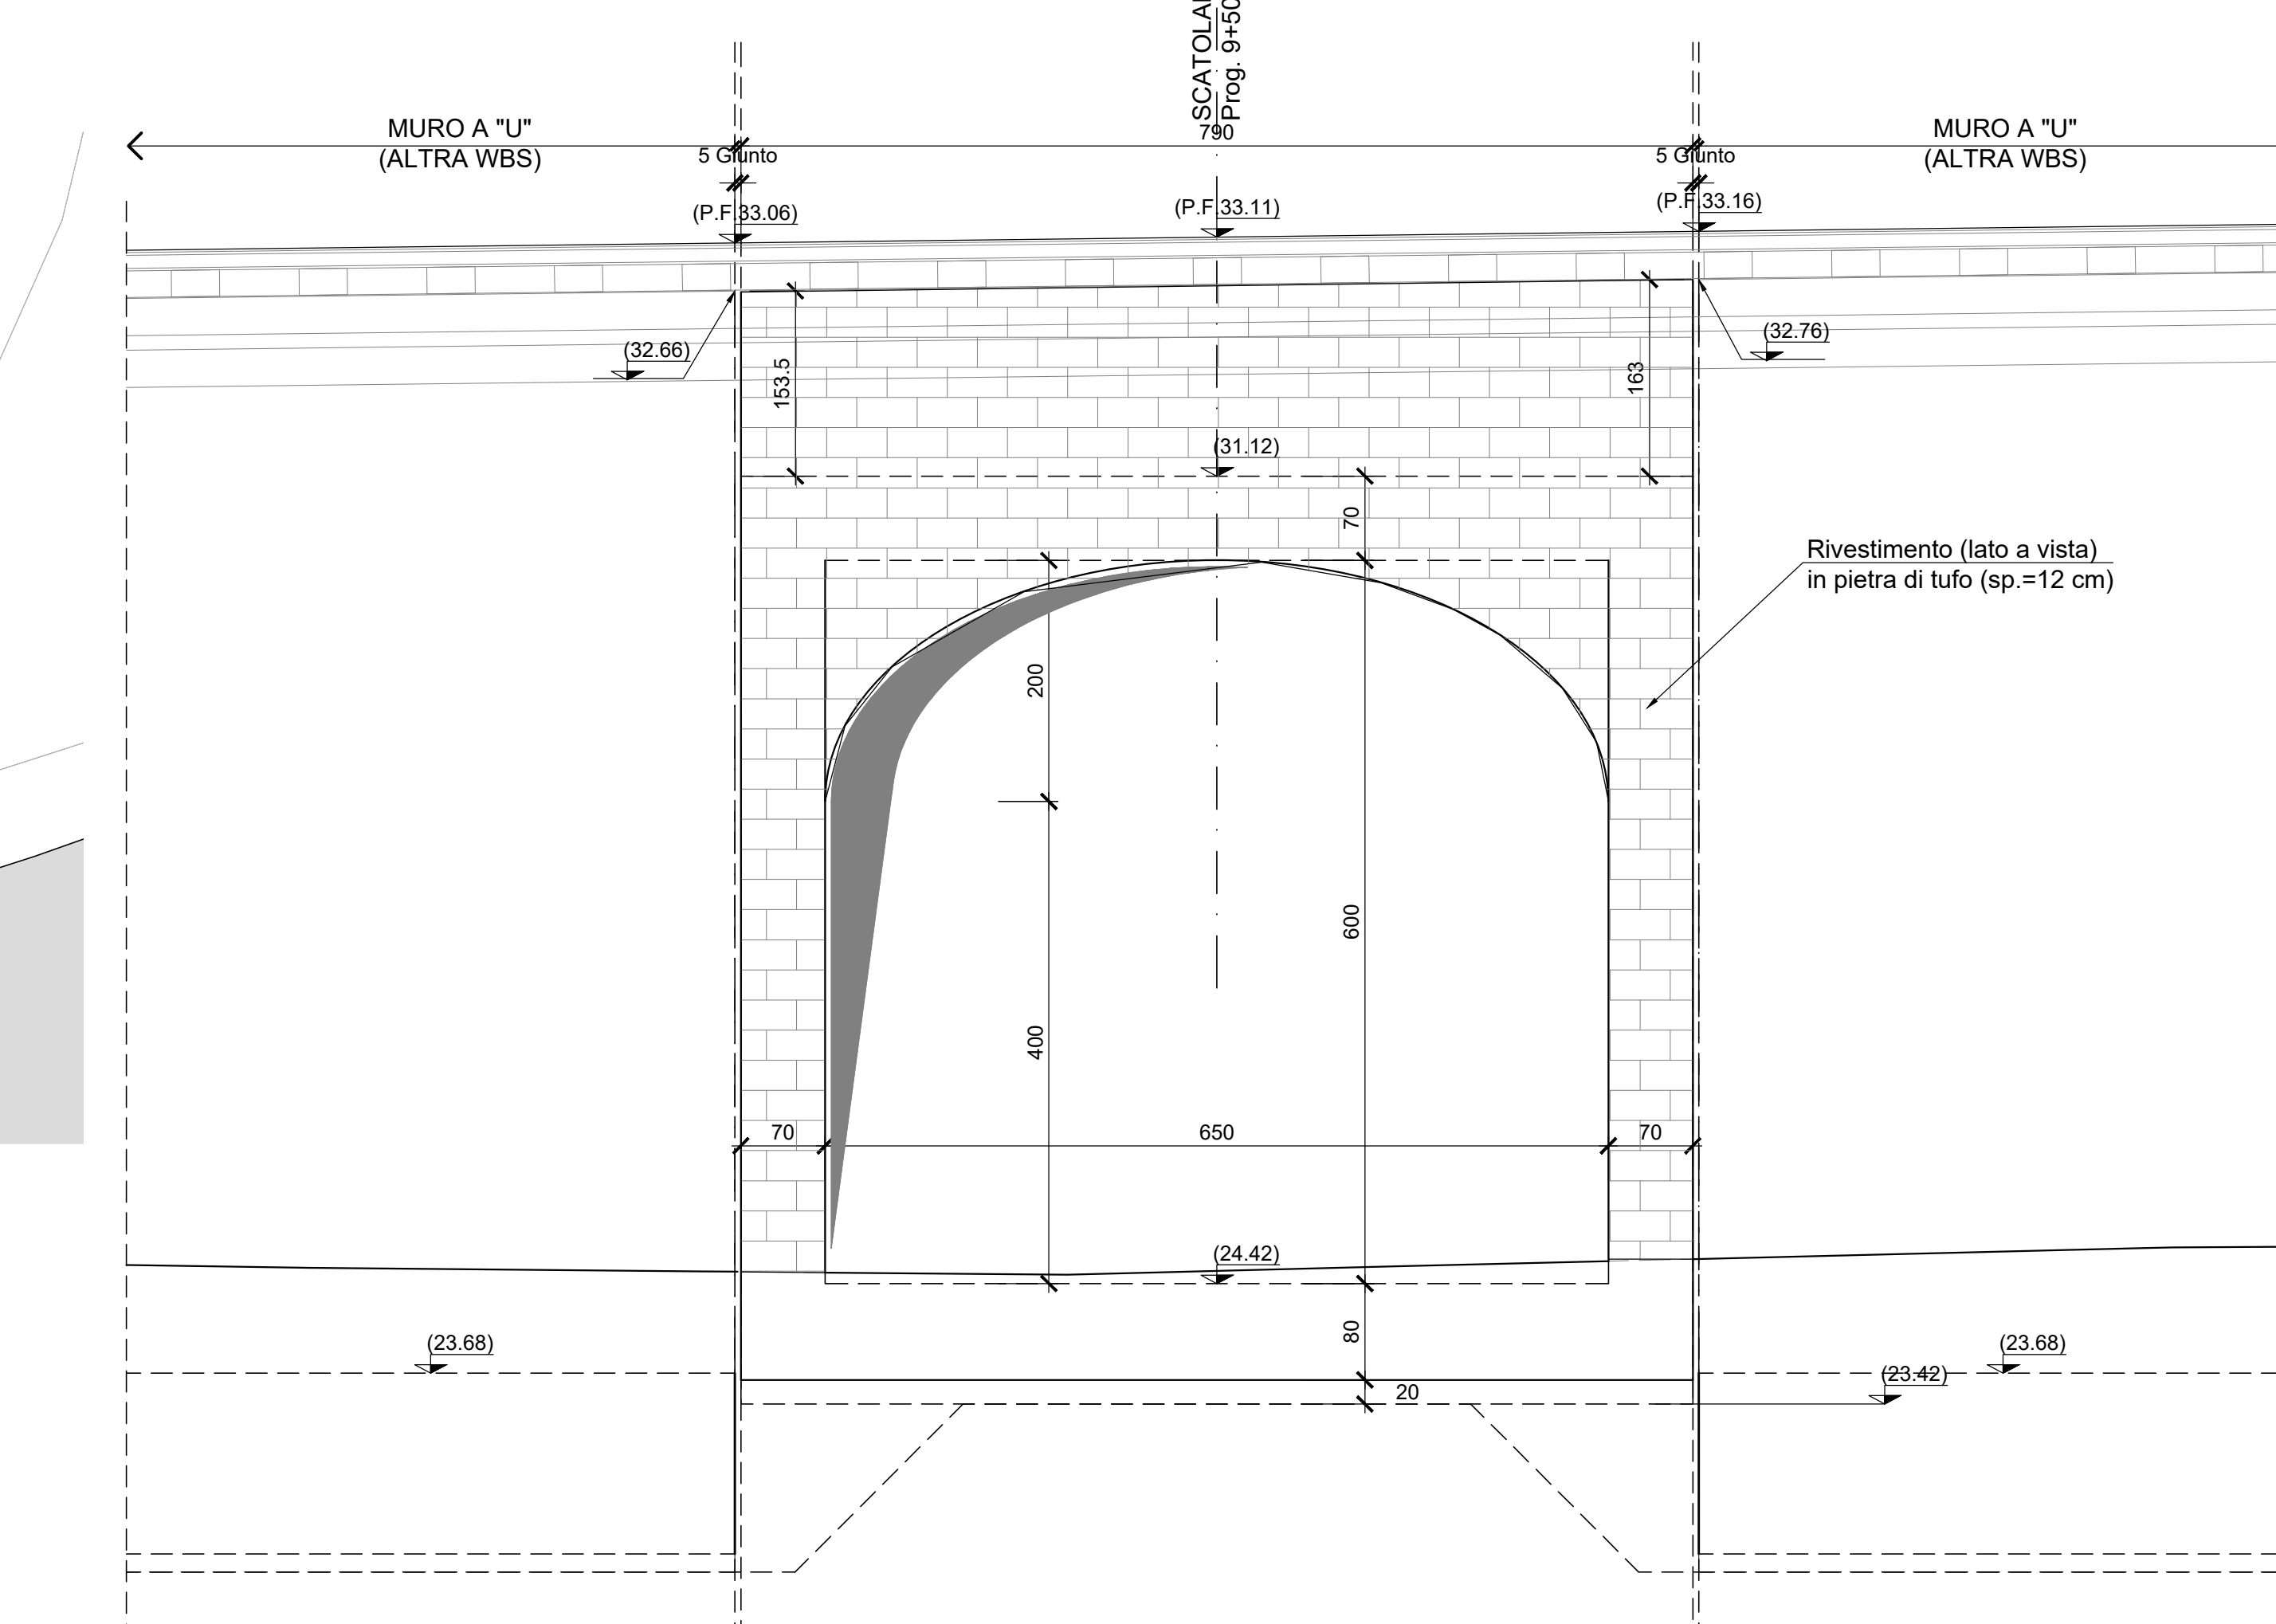 SCATOLA
Prog. 9+50
790
MURO A "U"
(ALTRA WBS)
5 Giunto
5 Giunto
MURO A "U"
(ALTRA WBS)
(P.F.33.06)
(P.F.33.11)
(P.F.33.16)
(32.66)
153.5
163
(32.76)
(31.12)
70
Rivestimento (lato a vista)
in pietra di tufo (sp.=12 cm)
200
600
400
70
650
70
(24.42)
(23.68)
80
(23.68)
(23.42)
20